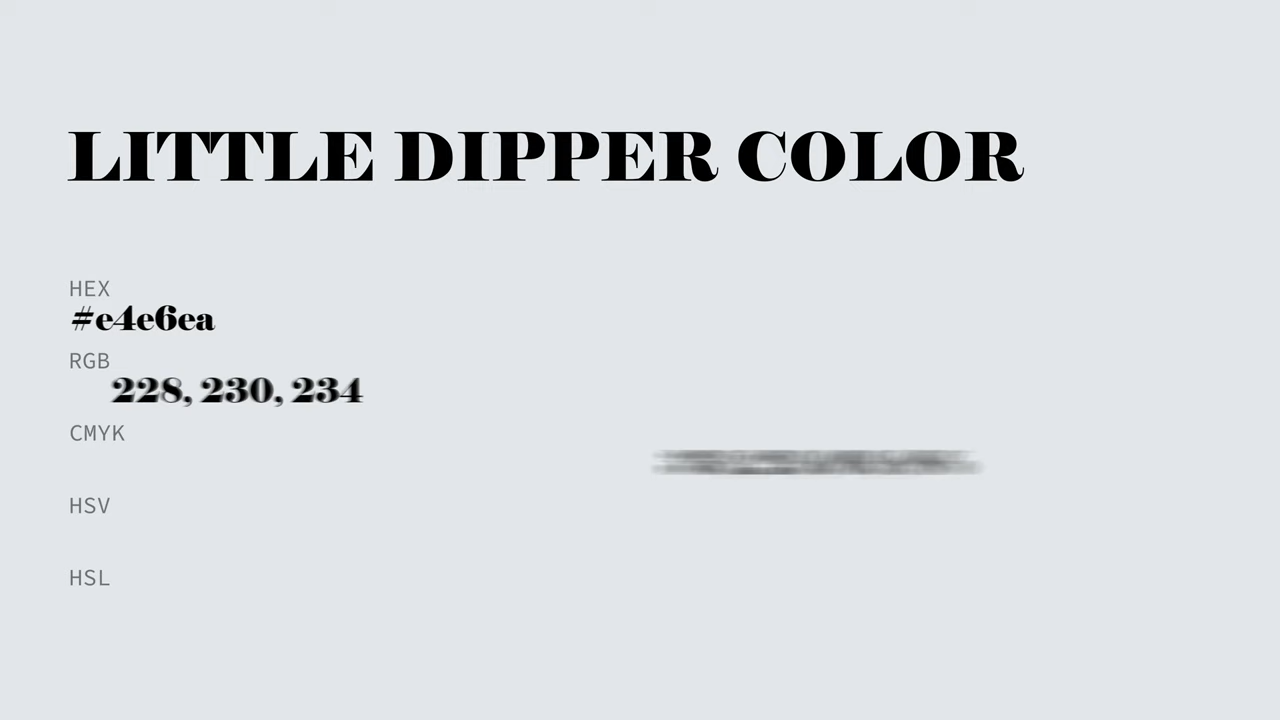 LITTLE DIPPER COLOR
HEX
#e4e6ea
RGB
228, 230, 234
CMYK
HSV
HSL